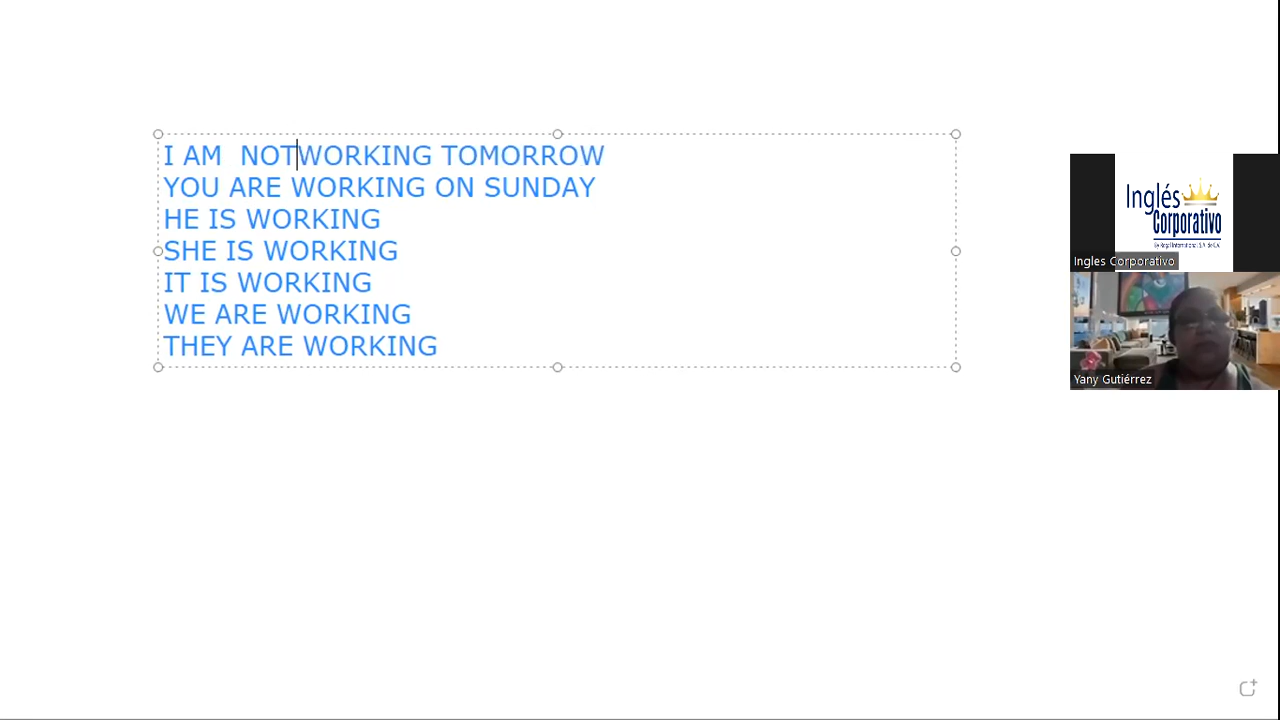 I AM  NOTWORKING TOMORROW
YOU ARE WORKING ON SUNDAY
HE IS WORKING
SHE IS WORKING
IT IS WORKING
WE ARE WORKING
THEY ARE WORKING
Inglés
Corporativo
Ingles Corporativo
Yany Gutiérrez